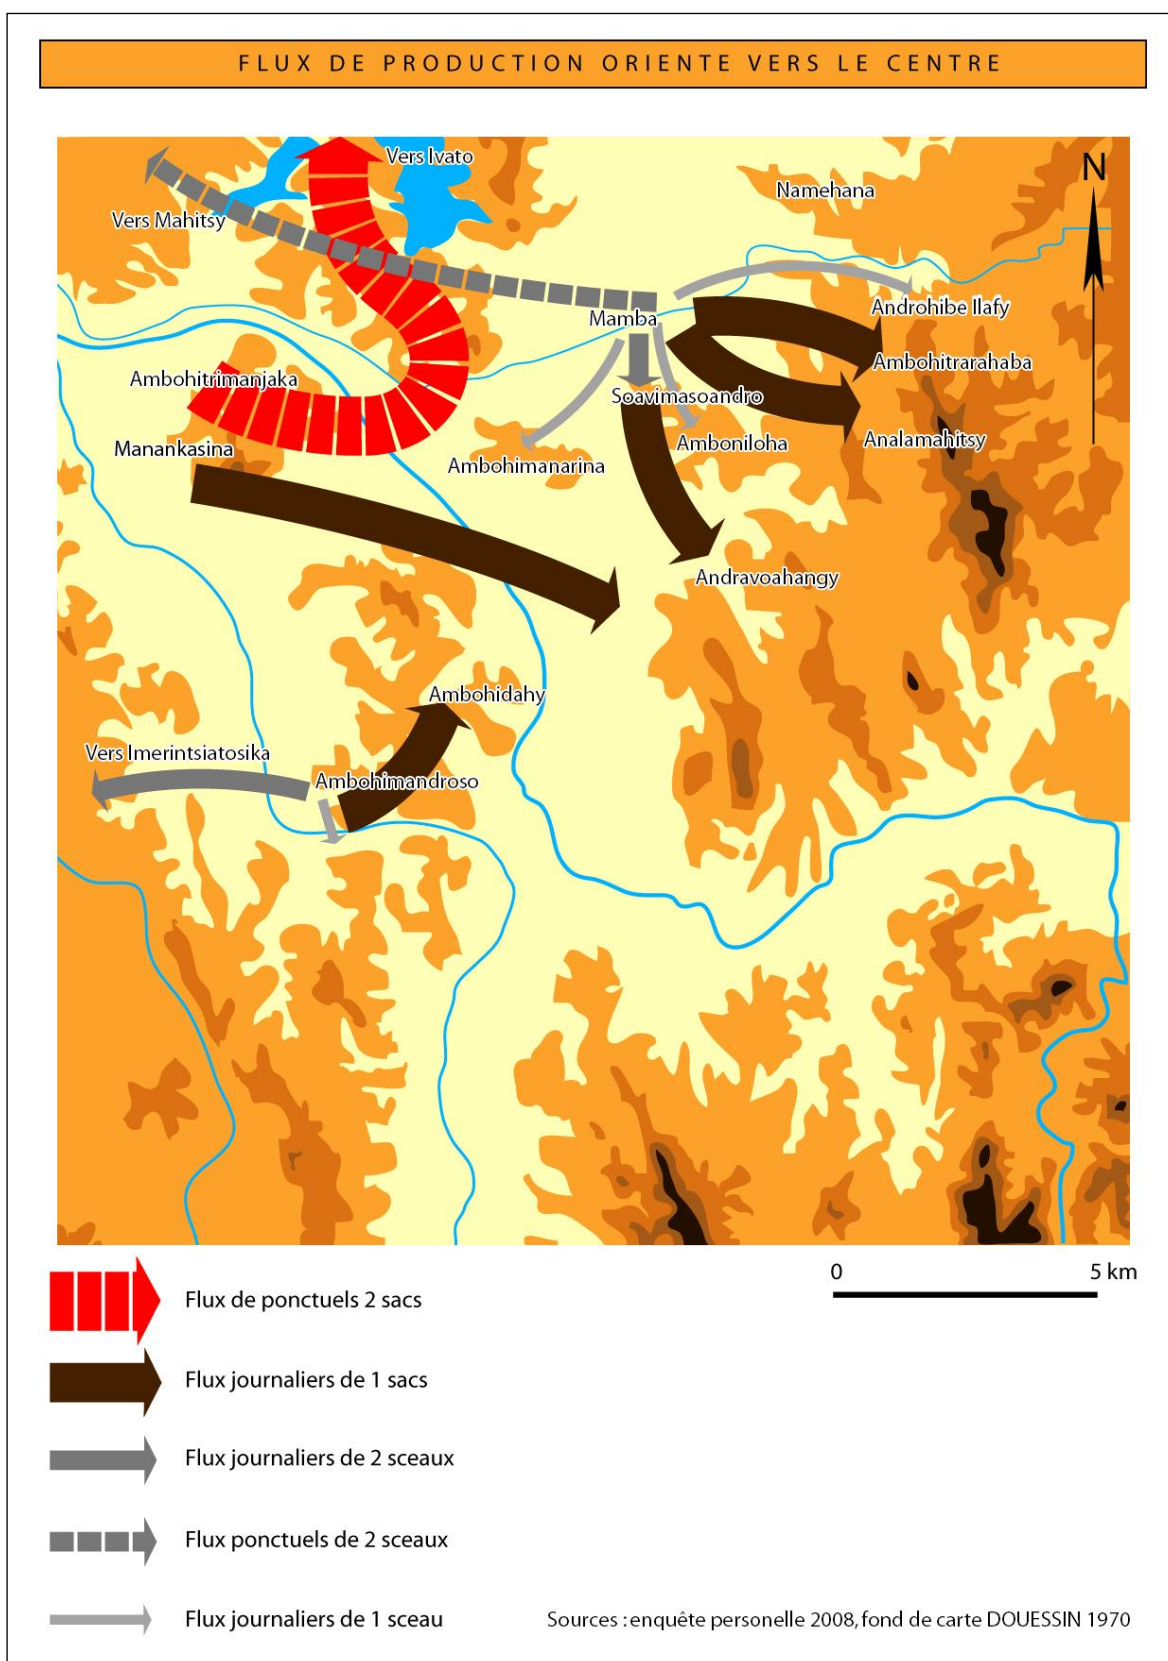 FLUX DE PRODUCTION ORIENTE VERS LE CENTRE
Vers Ivato
N
Namehana
Vers Mahitsy
Androhibe Ilafy
Mamba
Ambohitrarahaba
Ambohitrimanjaka
Soavimasoandro
Manankasina
Amboniloha
Analamahitsy
Ambohimanarina
Andravoahangy
Ambohidahy
Vers Imerintsiatosika
Ambohimandroso
0 5 km
Flux de ponctuels 2 sacs
Flux journaliers de 1 sacs
Flux journaliers de 2 sceaux
Flux ponctuels de 2 sceaux
Flux journaliers de 1 sceau
Sources : enquête personelle 2008, fond de carte DOUESSIN 1970